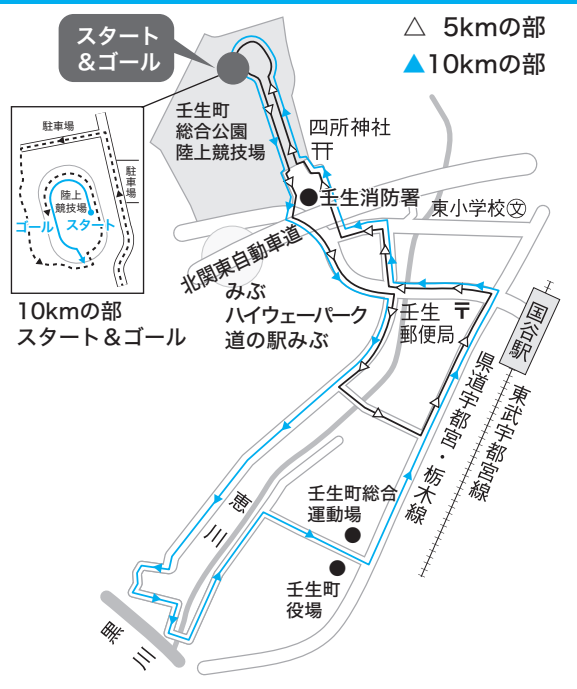 スタート
&ゴール
△ 5kmの部
▲10kmの部
駐車場
駐車場
陸上
競技場
ゴール
スタート
10kmの部
スタート&ゴール
壬生町
総合公園
陸上競技場
四所神社
壬生消防署
東小学校
文
北関東自動車道
みぶ
ハイウェーパーク
道の駅みぶ
壬生
郵便局
〒
国谷駅
東武宇都宮線
県道宇都宮・栃木線
恵川
壬生町総合
運動場
壬生町
役場
黒川